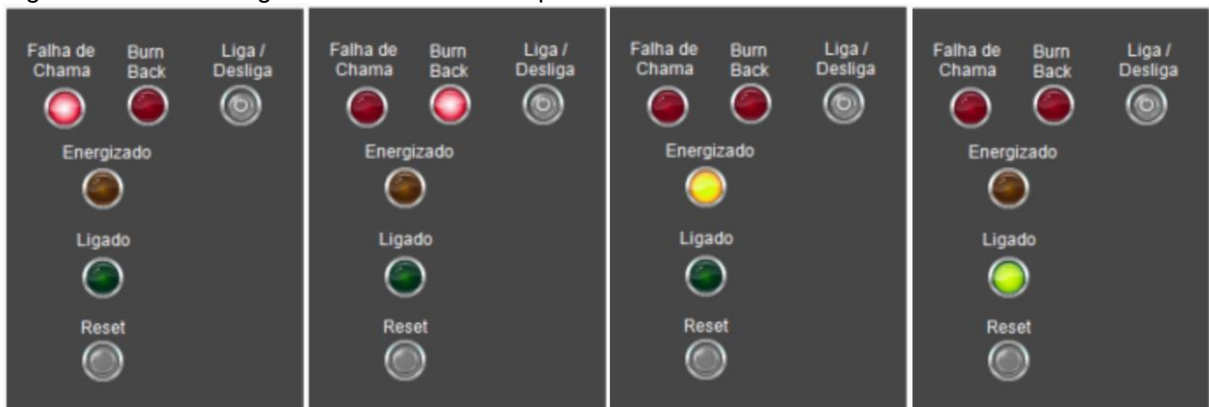 Falha de Chama
Burn Back
Liga / Desliga
Energizado
Ligado
Reset
Falha de Chama
Burn Back
Liga / Desliga
Energizado
Ligado
Reset
Falha de Chama
Burn Back
Liga / Desliga
Energizado
Ligado
Reset
Falha de Chama
Burn Back
Liga / Desliga
Energizado
Ligado
Reset